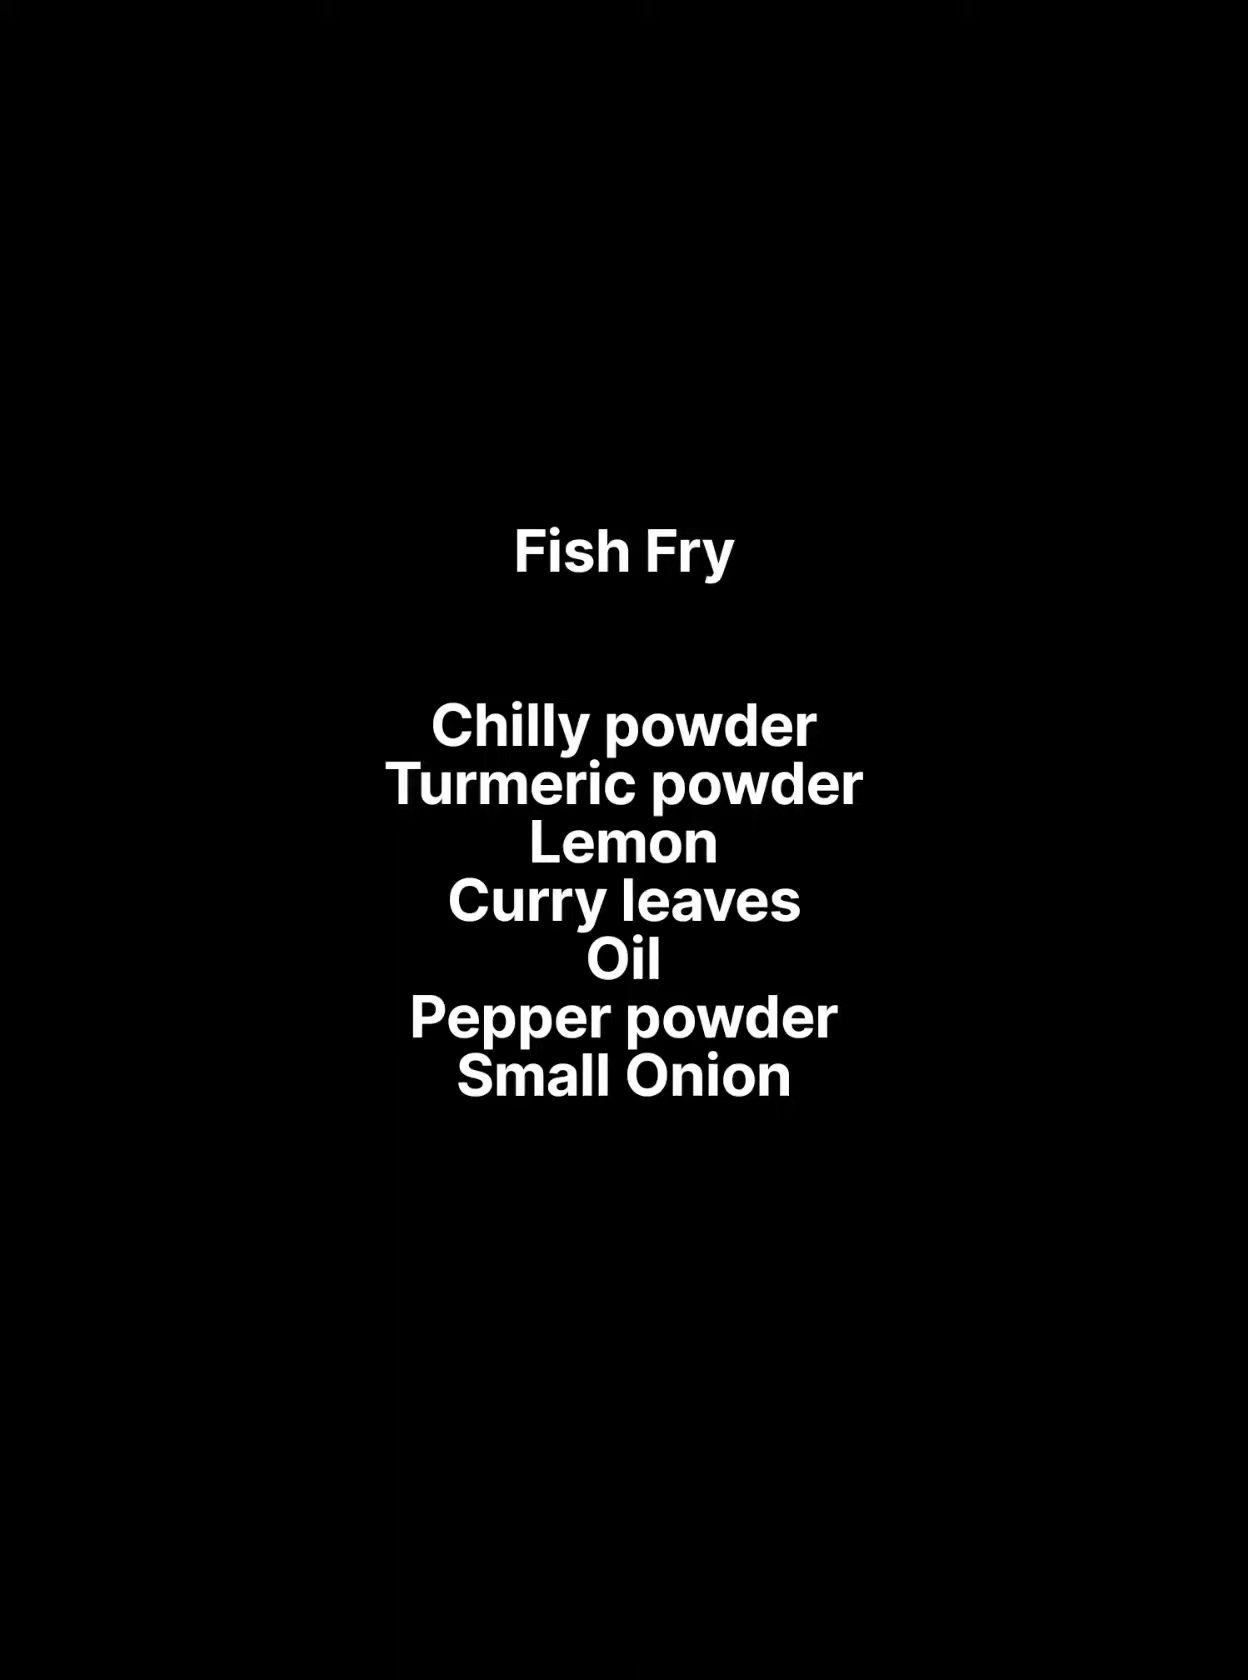 Fish Fry
Chilly powder
Turmeric powder
Lemon
Curry leaves
Oil
Pepper powder
Small Onion